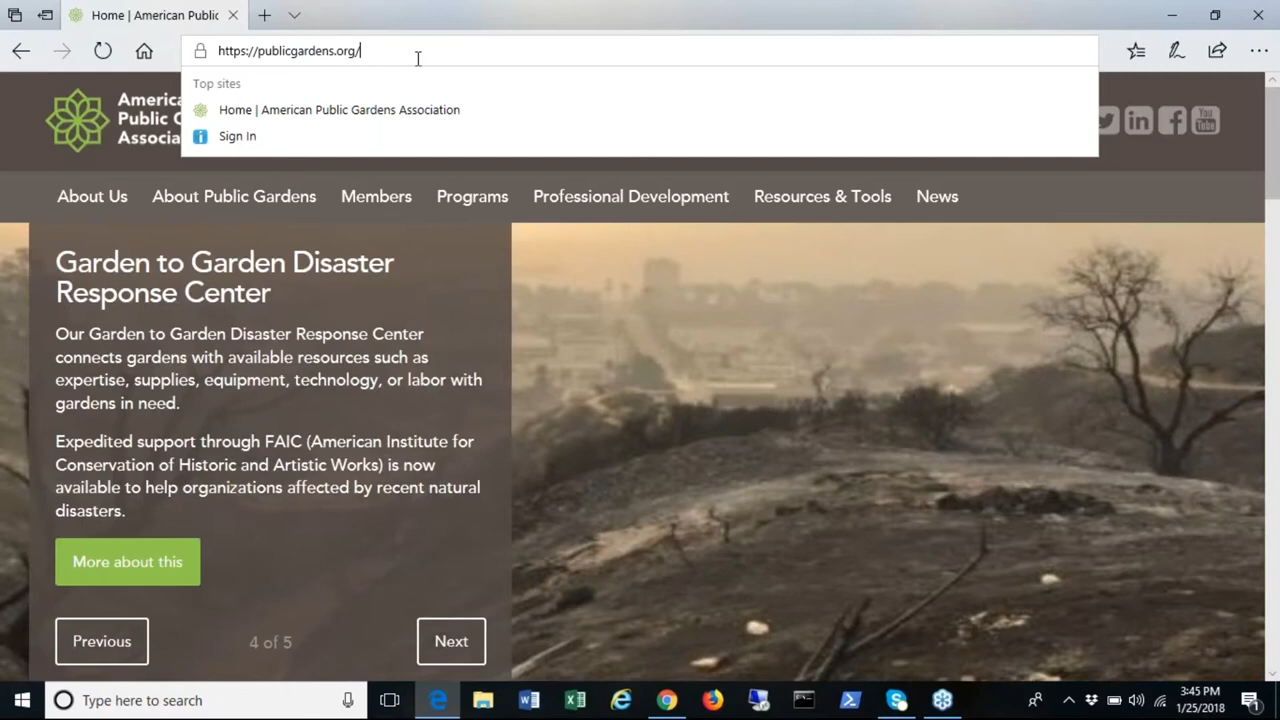 Home | American Public
https://publicgardens.org/
Top sites
Home | American Public Gardens Association
Sign In
America
Public G
Associa
You
Tube
About Us About Public Gardens Members Programs Professional Development Resources & Tools News
Garden to Garden Disaster
Response Center
Our Garden to Garden Disaster Response Center
connects gardens with available resources such as
expertise, supplies, equipment, technology, or labor with
gardens in need.
Expedited support through FAIC (American Institute for
Conservation of Historic and Artistic Works) is now
available to help organizations affected by recent natural
disasters.
More about this
Previous 4 of 5 Next
Type here to search
3:45 PM
1/25/2018